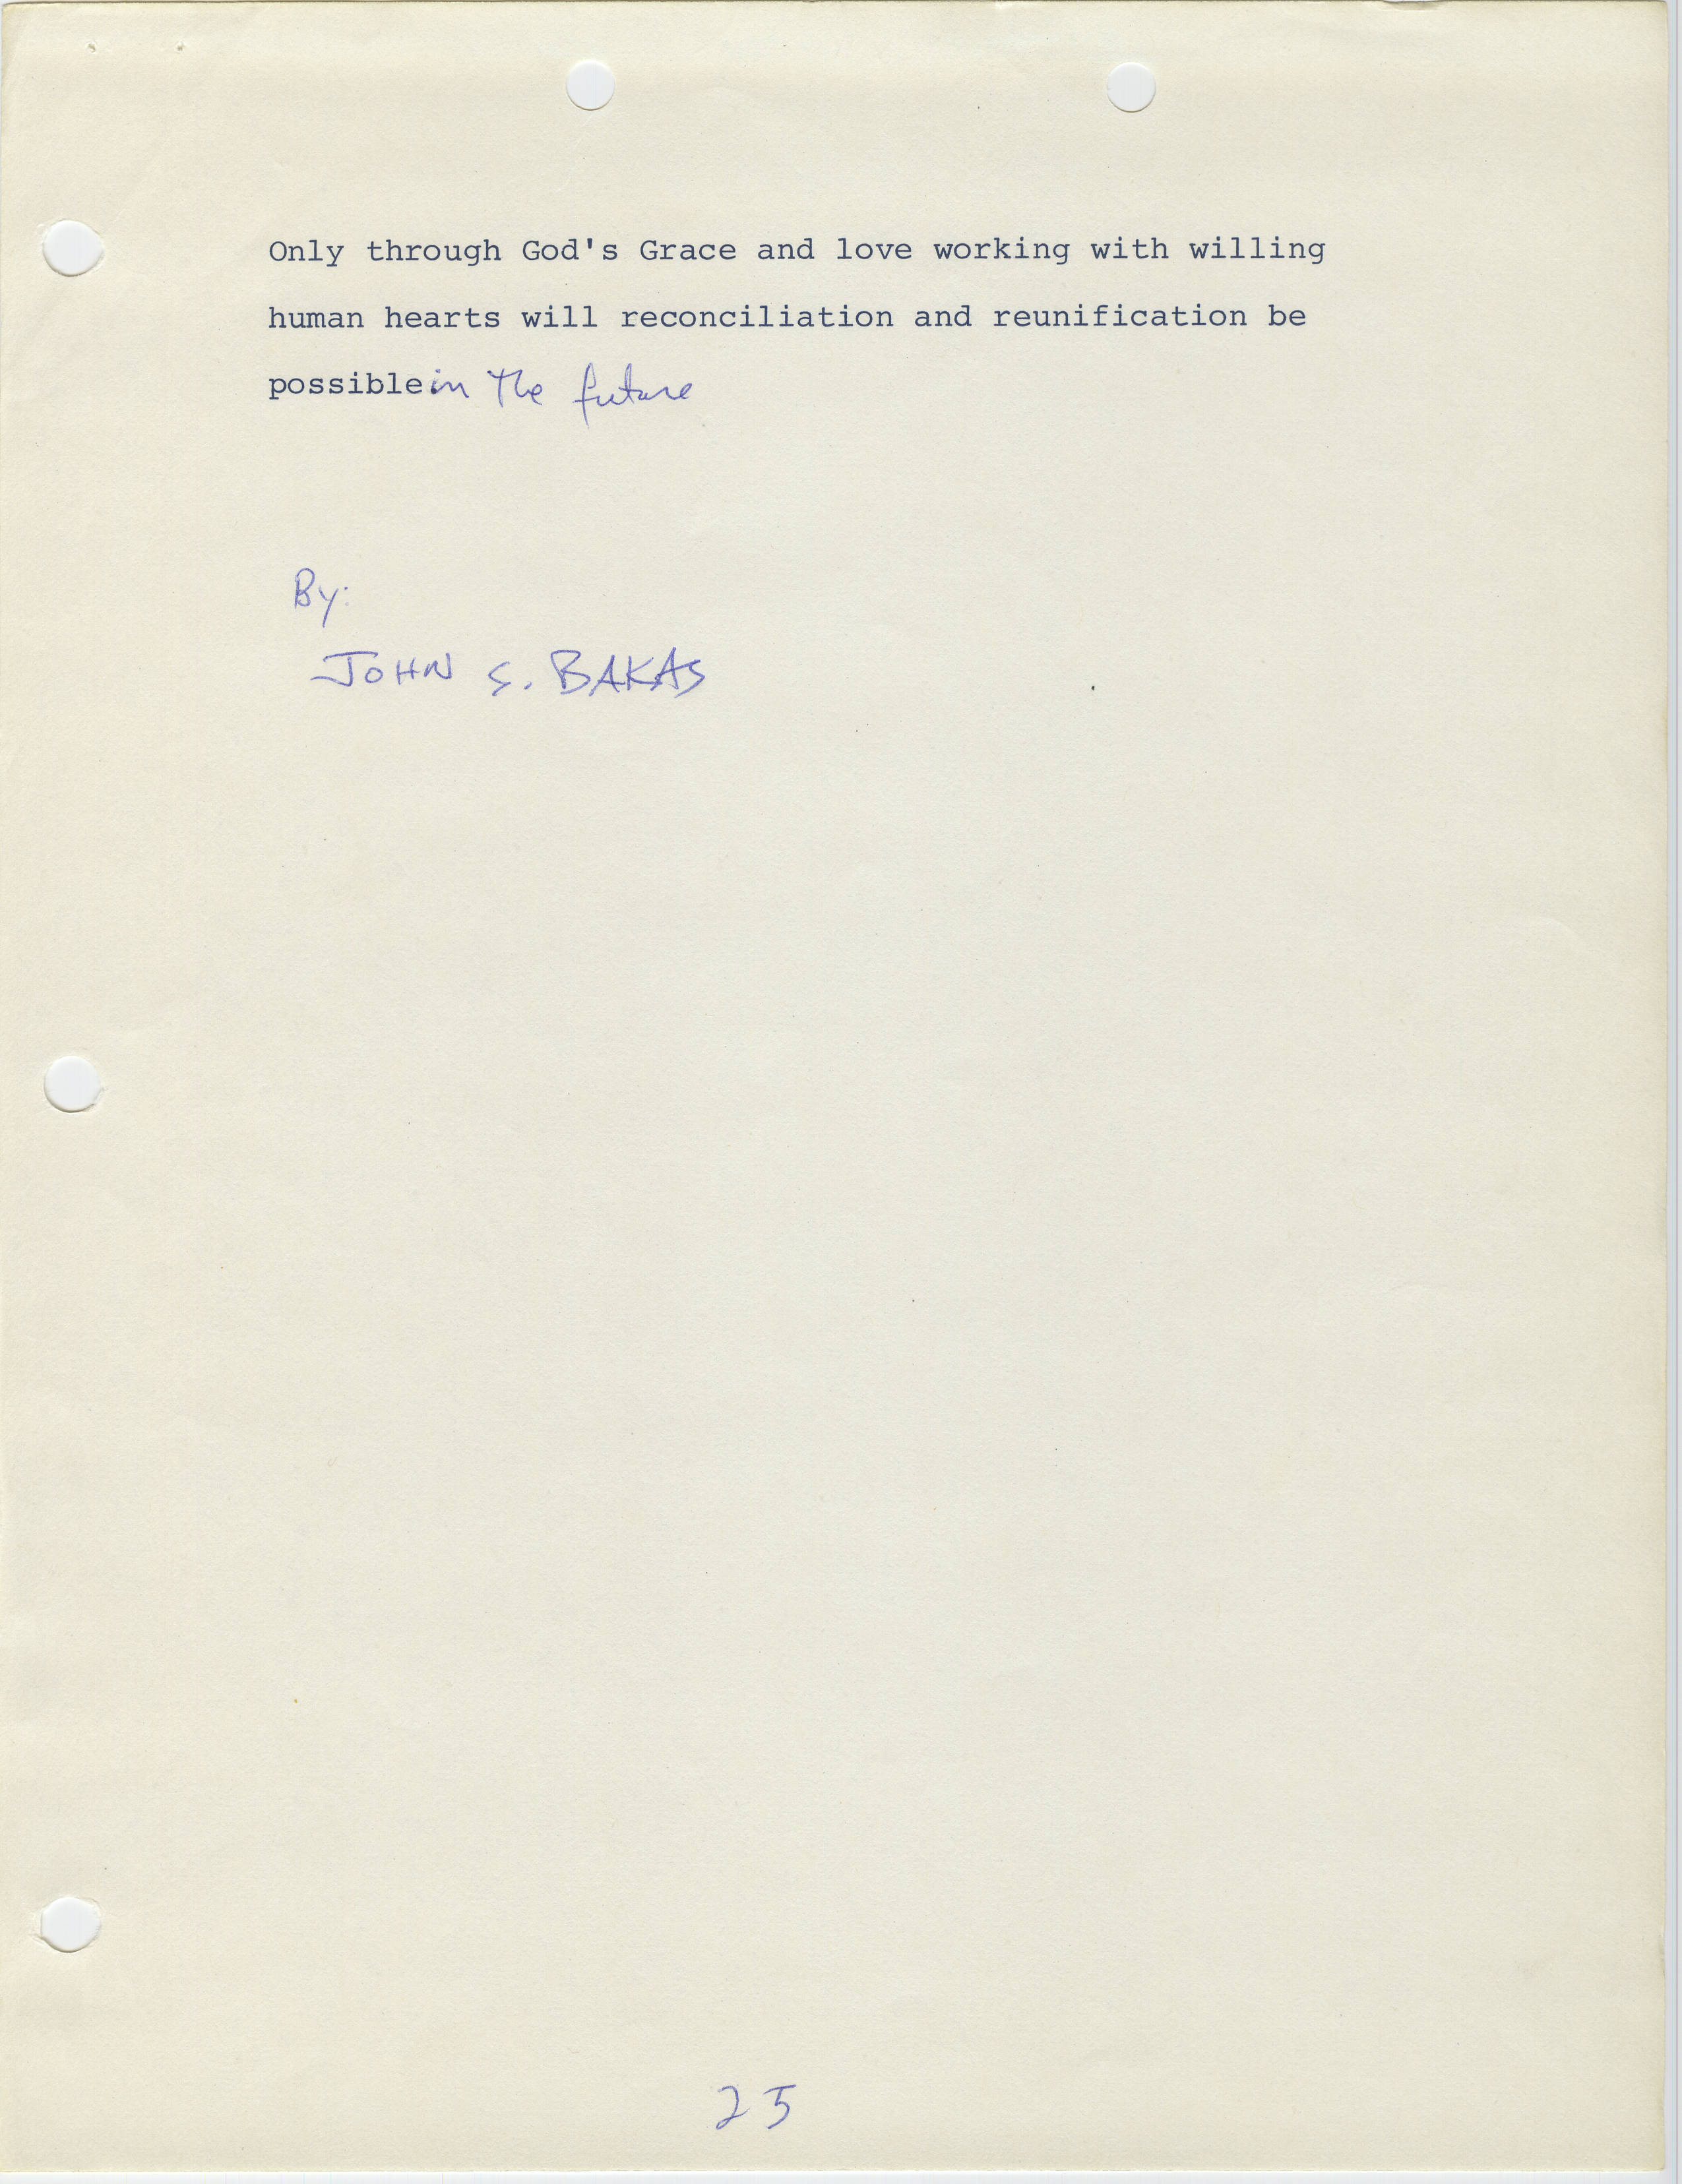 Only through God's Grace and love working with willing
human hearts will reconciliation and reunification be
possible in the future
By:
JOHN S. BAKAS
25